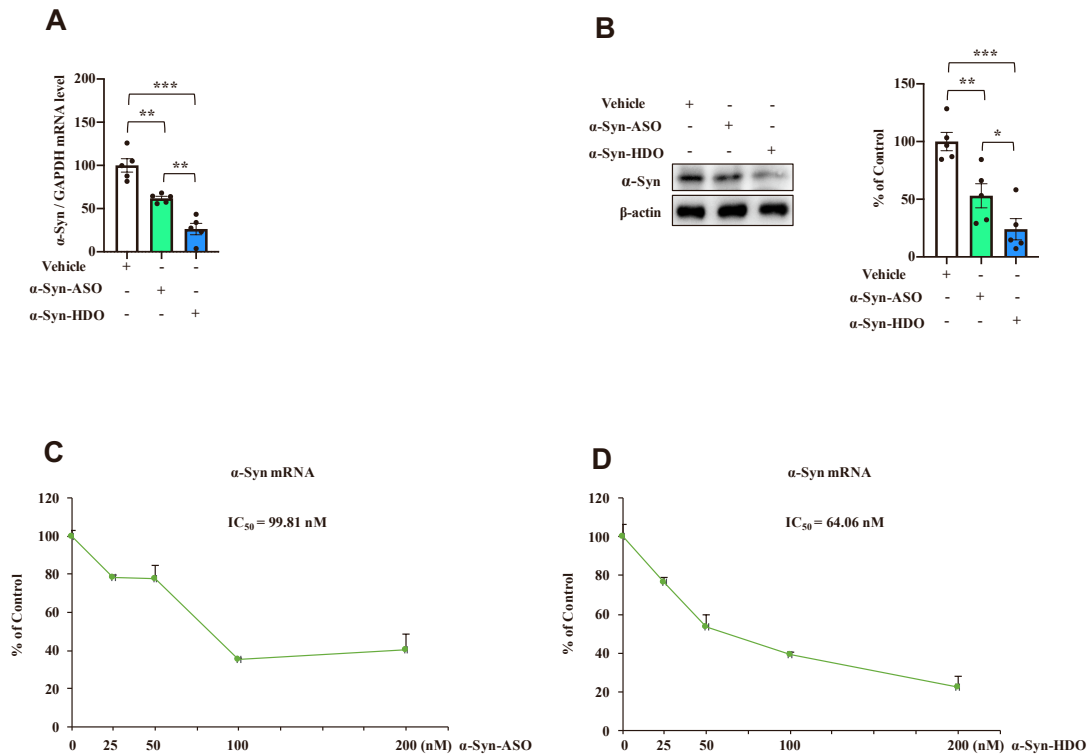 A
α-Syn / GAPDH mRNA level
200
150
100
50
0
***
**
**
Vehicle + - -
α-Syn-ASO - + -
α-Syn-HDO - - +
B
Vehicle + - -
α-Syn-ASO - + -
α-Syn-HDO - - +
α-Syn
β-actin
% of Control
150
100
50
0
***
**
*
Vehicle + - -
α-Syn-ASO - + -
α-Syn-HDO - - +
C
α-Syn mRNA
IC50 = 99.81 nM
% of Control
120
100
80
60
40
20
0
0 25 50 100 200 (nM) α-Syn-ASO
D
α-Syn mRNA
IC50 = 64.06 nM
% of Control
120
100
80
60
40
20
0
0 25 50 100 200 (nM) α-Syn-HDO